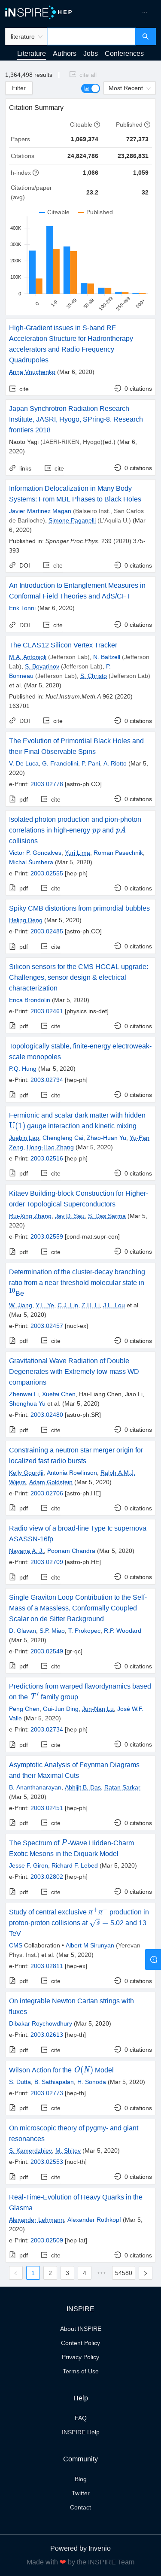 iNSPIRE HEP
literature
Literature Authors Jobs Conferences
1,364,498 results | cite all
Filter
Most Recent
Citation Summary
Citeable Published
Papers 1,069,374 727,373
Citations 24,824,786 23,286,831
h-index 1,066 1,059
Citations/paper (avg) 23.2 32
Citeable Published
400K
300K
200K
100K
0
0 1-9 10-49 50-99 100-249 250-499 500+
High-Gradient issues in S-band RF
Acceleration Structure for Hadrontherapy
accelerators and Radio Frequency
Quadrupoles
Anna Vnuchenko (Mar 6, 2020)
cite 0 citations
Japan Synchrotron Radiation Research
Institute, JASRI, Hyogo, SPring-8, Research
frontiers 2018
Naoto Yagi (JAERI-RIKEN, Hyogo)(ed.) (Mar 6,
2020)
links cite 0 citations
Information Delocalization in Many Body
Systems: From MBL Phases to Black Holes
Javier Martinez Magan (Balseiro Inst., San Carlos
de Bariloche), Simone Paganelli (L'Aquila U.) (Mar
6, 2020)
Published in: Springer Proc.Phys. 239 (2020) 375-
393
DOI cite 0 citations
An Introduction to Entanglement Measures in
Conformal Field Theories and AdS/CFT
Erik Tonni (Mar 6, 2020)
DOI cite 0 citations
The CLAS12 Silicon Vertex Tracker
M.A. Antonioli (Jefferson Lab), N. Baltzell (Jefferson
Lab), S. Boyarinov (Jefferson Lab), P.
Bonneau (Jefferson Lab), S. Christo (Jefferson Lab)
et al. (Mar 5, 2020)
Published in: Nucl.Instrum.Meth.A 962 (2020)
163701
DOI cite 0 citations
The Evolution of Primordial Black Holes and
their Final Observable Spins
V. De Luca, G. Franciolini, P. Pani, A. Riotto (Mar 5,
2020)
e-Print: 2003.02778 [astro-ph.CO]
pdf cite 0 citations
Isolated photon production and pion-photon
correlations in high-energy pp and pA
collisions
Victor P. Goncalves, Yuri Lima, Roman Pasechnik,
Michal Šumbera (Mar 5, 2020)
e-Print: 2003.02555 [hep-ph]
pdf cite 0 citations
Spiky CMB distortions from primordial bubbles
Heling Deng (Mar 5, 2020)
e-Print: 2003.02485 [astro-ph.CO]
pdf cite 0 citations
Silicon sensors for the CMS HGCAL upgrade:
Challenges, sensor design & electrical
characterization
Erica Brondolin (Mar 5, 2020)
e-Print: 2003.02461 [physics.ins-det]
pdf cite 0 citations
Topologically stable, finite-energy electroweak-
scale monopoles
P.Q. Hung (Mar 5, 2020)
e-Print: 2003.02794 [hep-ph]
pdf cite 0 citations
Fermionic and scalar dark matter with hidden
U(1) gauge interaction and kinetic mixing
Juebin Lao, Chengfeng Cai, Zhao-Huan Yu, Yu-Pan
Zeng, Hong-Hao Zhang (Mar 5, 2020)
e-Print: 2003.02516 [hep-ph]
pdf cite 0 citations
Kitaev Building-block Construction for Higher-
order Topological Superconductors
Rui-Xing Zhang, Jay D. Sau, S. Das Sarma (Mar 5,
2020)
e-Print: 2003.02559 [cond-mat.supr-con]
pdf cite 0 citations
Determination of the cluster-decay branching
ratio from a near-threshold molecular state in
10Be
W. Jiang, Y.L. Ye, C.J. Lin, Z.H. Li, J.L. Lou et al.
(Mar 5, 2020)
e-Print: 2003.02457 [nucl-ex]
pdf cite 0 citations
Gravitational Wave Radiation of Double
Degenerates with Extremely low-mass WD
companions
Zhenwei Li, Xuefei Chen, Hai-Liang Chen, Jiao Li,
Shenghua Yu et al. (Mar 5, 2020)
e-Print: 2003.02480 [astro-ph.SR]
pdf cite 0 citations
Constraining a neutron star merger origin for
localized fast radio bursts
Kelly Gourdji, Antonia Rowlinson, Ralph A.M.J.
Wijers, Adam Goldstein (Mar 5, 2020)
e-Print: 2003.02706 [astro-ph.HE]
pdf cite 0 citations
Radio view of a broad-line Type Ic supernova
ASASSN-16fp
Nayana A. J., Poonam Chandra (Mar 5, 2020)
e-Print: 2003.02709 [astro-ph.HE]
pdf cite 0 citations
Single Graviton Loop Contribution to the Self-
Mass of a Massless, Conformally Coupled
Scalar on de Sitter Background
D. Glavan, S.P. Miao, T. Prokopec, R.P. Woodard
(Mar 5, 2020)
e-Print: 2003.02549 [gr-qc]
pdf cite 0 citations
Predictions from warped flavordynamics based
on the T′ family group
Peng Chen, Gui-Jun Ding, Jun-Nan Lu, José W.F.
Valle (Mar 5, 2020)
e-Print: 2003.02734 [hep-ph]
pdf cite 0 citations
Asymptotic Analysis of Feynman Diagrams
and their Maximal Cuts
B. Ananthanarayan, Abhijit B. Das, Ratan Sarkar
(Mar 5, 2020)
e-Print: 2003.02451 [hep-ph]
pdf cite 0 citations
The Spectrum of P-Wave Hidden-Charm
Exotic Mesons in the Diquark Model
Jesse F. Giron, Richard F. Lebed (Mar 5, 2020)
e-Print: 2003.02802 [hep-ph]
pdf cite 0 citations
Study of central exclusive π+π− production in
proton-proton collisions at √s = 5.02 and 13
TeV
CMS Collaboration • Albert M Sirunyan (Yerevan
Phys. Inst.) et al. (Mar 5, 2020)
e-Print: 2003.02811 [hep-ex]
pdf cite 0 citations
On integrable Newton Cartan strings with
fluxes
Dibakar Roychowdhury (Mar 5, 2020)
e-Print: 2003.02613 [hep-th]
pdf cite 0 citations
Wilson Action for the O(N) Model
S. Dutta, B. Sathiapalan, H. Sonoda (Mar 5, 2020)
e-Print: 2003.02773 [hep-th]
pdf cite 0 citations
On microscopic theory of pygmy- and giant
resonances
S. Kamerdzhiev, M. Shitov (Mar 5, 2020)
e-Print: 2003.02553 [nucl-th]
pdf cite 0 citations
Real-Time-Evolution of Heavy Quarks in the
Glasma
Alexander Lehmann, Alexander Rothkopf (Mar 5,
2020)
e-Print: 2003.02509 [hep-lat]
pdf cite 0 citations
1 2 3 4 ••• 54580
INSPIRE
About INSPIRE
Content Policy
Privacy Policy
Terms of Use
Help
FAQ
INSPIRE Help
Community
Blog
Twitter
Contact
Powered by Invenio
Made with ❤ by the INSPIRE Team